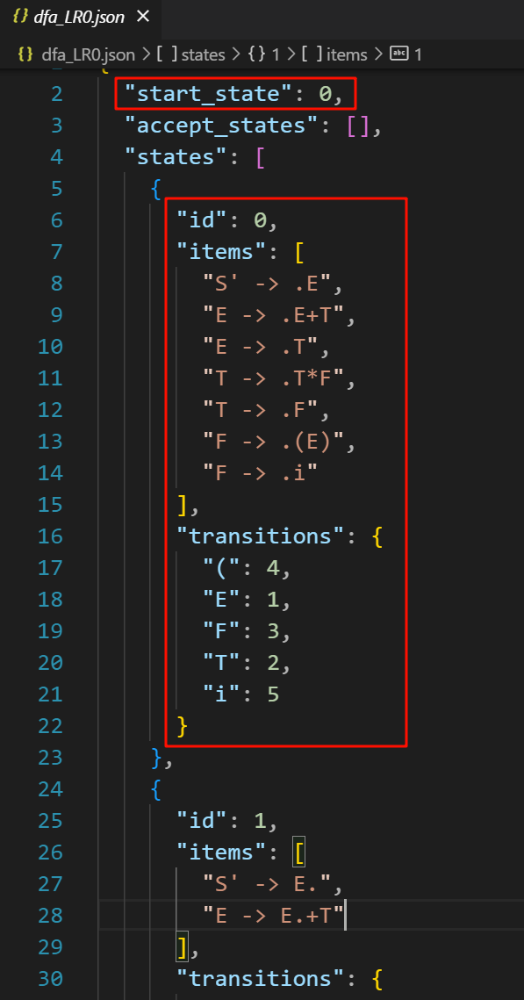 {} dfa_LR0.json ×
{} dfa_LR0.json > [ ] states > {} 1 > [ ] items > abc 1
2 "start_state": 0,
3 "accept_states": [],
4 "states": [
5 {
6 "id": 0,
7 "items": [
8 "S' -> .E",
9 "E -> .E+T",
10 "E -> .T",
11 "T -> .T*F",
12 "T -> .F",
13 "F -> .(E)",
14 "F -> .i"
15 ],
16 "transitions": {
17 "(": 4,
18 "E": 1,
19 "F": 3,
20 "T": 2,
21 "i": 5
22 }
23 },
24 {
25 "id": 1,
26 "items": [
27 "S' -> E.",
28 "E -> E.+T"
29 ],
30 "transitions": {